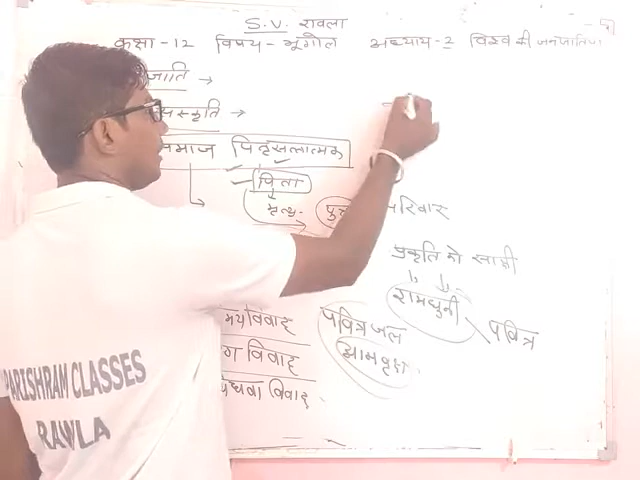 S.V. रावला
कक्षा-12 विषय-भूगोल अध्याय-2 विश्व की जनजातियां
जाति →
संस्कृति →
समाज पितृसत्तात्मक
पिता
मृत्यु-
परिवार
प्रकृति को साक्षी
रामधुनी
पवित्र
विवाह पवित्र जल
विवाह आमवृक्ष
विधवा विवाह
PARISHRAM CLASSES
RAWLA